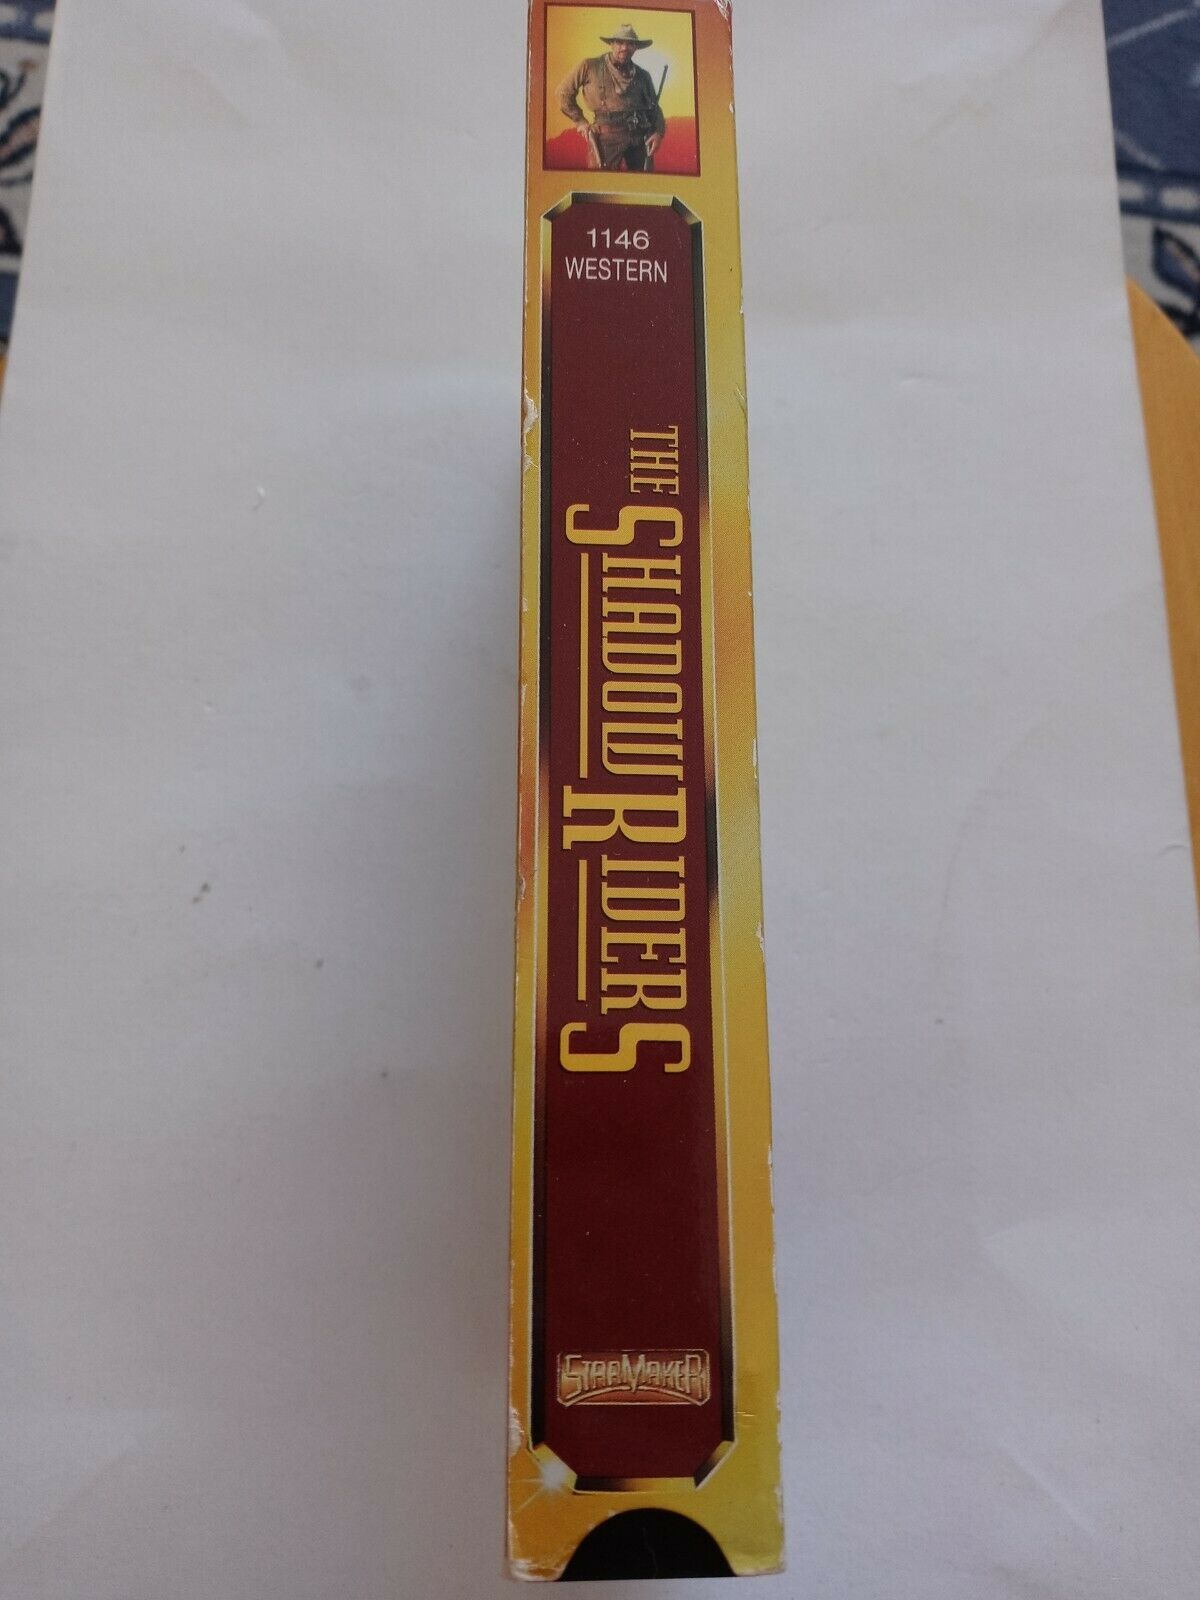 1146
WESTERN
THE SHADOW RIDERS
STARMAKER